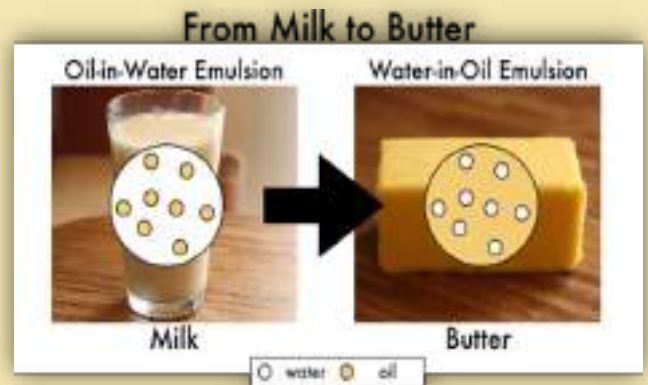 From Milk to Butter
Oil-in-Water Emulsion
Water-in-Oil Emulsion
Milk
Butter
water oil